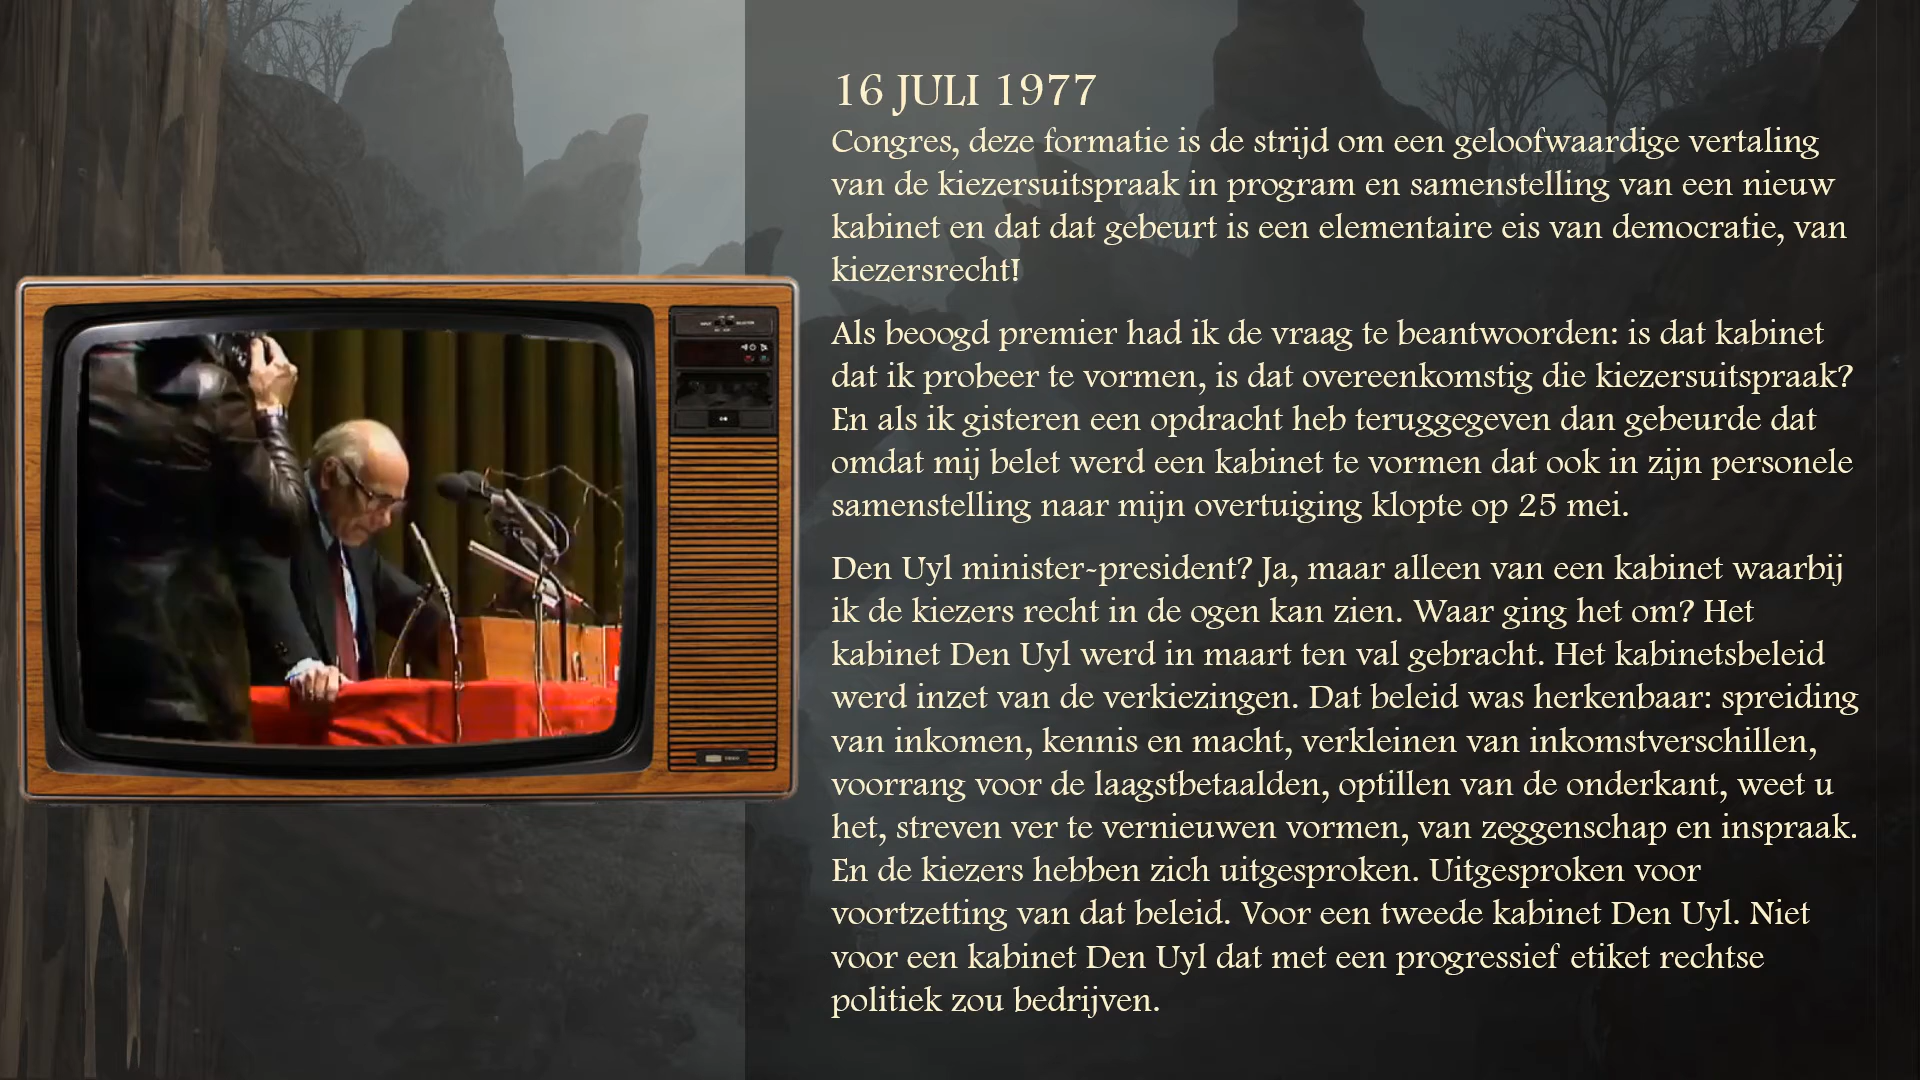 16 JULI 1977
Congres, deze formatie is de strijd om een geloofwaardige vertaling
van de kiezersuitspraak in program en samenstelling van een nieuw
kabinet en dat dat gebeurt is een elementaire eis van democratie, van
kiezersrecht!
Als beoogd premier had ik de vraag te beantwoorden: is dat kabinet
dat ik probeer te vormen, is dat overeenkomstig die kiezersuitspraak?
En als ik gisteren een opdracht heb teruggegeven dan gebeurde dat
omdat mij belet werd een kabinet te vormen dat ook in zijn personele
samenstelling naar mijn overtuiging klopte op 25 mei.
Den Uyl minister-president? Ja, maar alleen van een kabinet waarbij
ik de kiezers recht in de ogen kan zien. Waar ging het om? Het
kabinet Den Uyl werd in maart ten val gebracht. Het kabinetsbeleid
werd inzet van de verkiezingen. Dat beleid was herkenbaar: spreiding
van inkomen, kennis en macht, verkleinen van inkomstverschillen,
voorrang voor de laagstbetaalden, optillen van de onderkant, weet u
het, streven ver te vernieuwen vormen, van zeggenschap en inspraak.
En de kiezers hebben zich uitgesproken. Uitgesproken voor
voortzetting van dat beleid. Voor een tweede kabinet Den Uyl. Niet
voor een kabinet Den Uyl dat met een progressief etiket rechtse
politiek zou bedrijven.